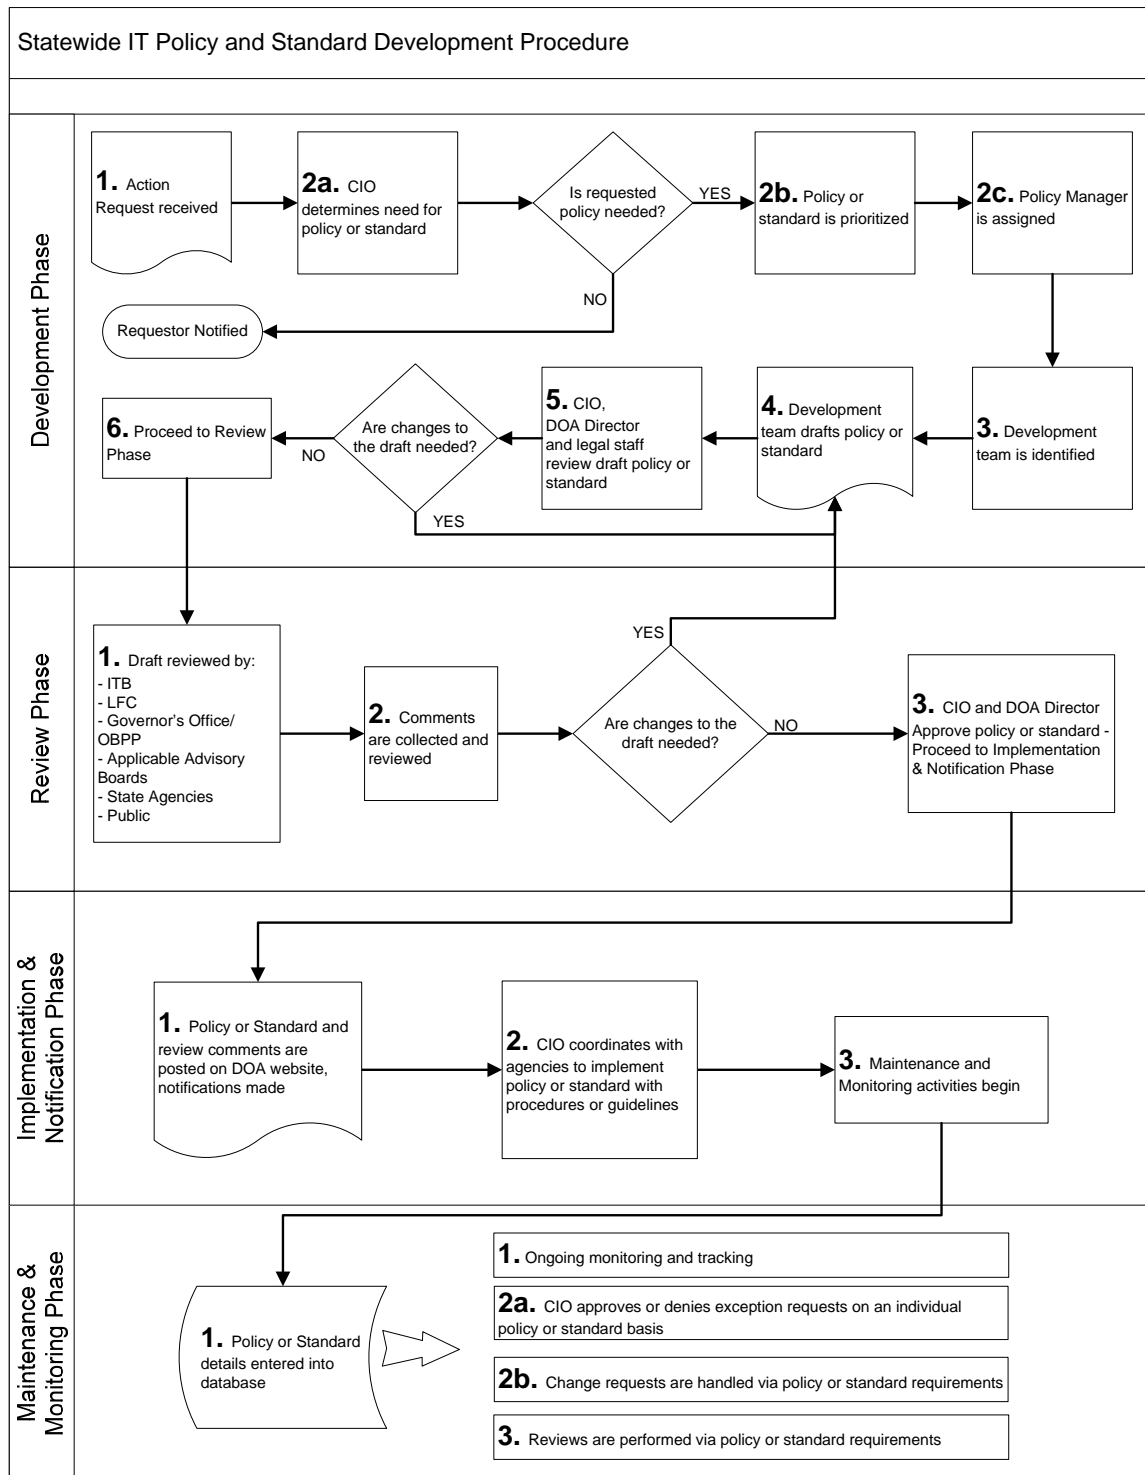 Statewide IT Policy and Standard Development Procedure
Development Phase
1. Action
Request received
2a. CIO
determines need for
policy or standard
Is requested
policy needed?
YES
2b. Policy or
standard is prioritized
2c. Policy Manager
is assigned
NO
Requestor Notified
6. Proceed to Review
Phase
NO
Are changes to
the draft needed?
YES
5. CIO,
DOA Director
and legal staff
review draft policy or
standard
4. Development
team drafts policy or
standard
3. Development
team is identified
Review Phase
1. Draft reviewed by:
- ITB
- LFC
- Governor's Office/
OBPP
- Applicable Advisory
Boards
- State Agencies
- Public
2. Comments
are collected and
reviewed
YES
Are changes to the
draft needed?
NO
3. CIO and DOA Director
Approve policy or standard -
Proceed to Implementation
& Notification Phase
Implementation &
Notification Phase
1. Policy or Standard and
review comments are
posted on DOA website,
notifications made
2. CIO coordinates with
agencies to implement
policy or standard with
procedures or guidelines
3. Maintenance and
Monitoring activities begin
Maintenance &
Monitoring Phase
1. Policy or Standard
details entered into
database
1. Ongoing monitoring and tracking
2a. CIO approves or denies exception requests on an individual
policy or standard basis
2b. Change requests are handled via policy or standard requirements
3. Reviews are performed via policy or standard requirements